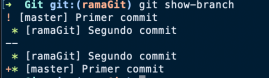 → Git git:(ramaGit) git show-branch
! [master] Primer commit
 * [ramaGit] Segundo commit
--
 * [ramaGit] Segundo commit
+* [master] Primer commit